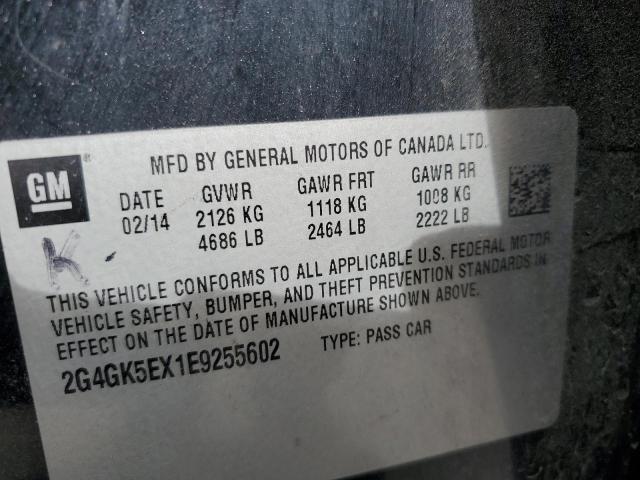 GM
®
MFD BY GENERAL MOTORS OF CANADA LTD.
DATE GVWR GAWR FRT GAWR RR
02/14 2126 KG 1118 KG 1008 KG
4686 LB 2464 LB 2222 LB
K
THIS VEHICLE CONFORMS TO ALL APPLICABLE U.S. FEDERAL MOTOR
VEHICLE SAFETY, BUMPER, AND THEFT PREVENTION STANDARDS IN
EFFECT ON THE DATE OF MANUFACTURE SHOWN ABOVE.
2G4GK5EX1E9255602 TYPE: PASS CAR